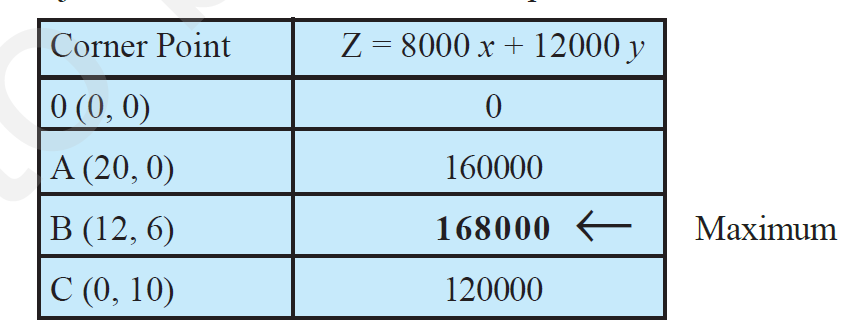 Corner Point Z = 8000 x + 12000 y
0 (0, 0) 0
A (20, 0) 160000
B (12, 6) 168000 ← Maximum
C (0, 10) 120000